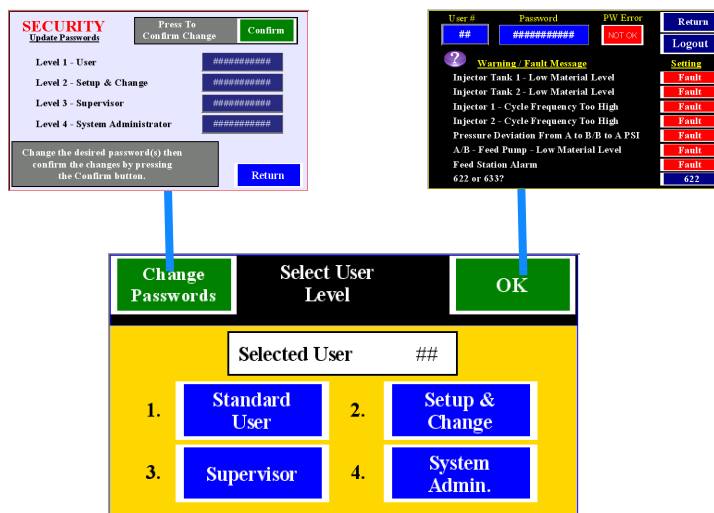 SECURITY
Update Passwords
Press To
Confirm Change
Confirm
Level 1 - User
###########
Level 2 - Setup & Change
###########
Level 3 - Supervisor
###########
Level 4 - System Administrator
###########
Change the desired password(s) then
confirm the changes by pressing
the Confirm button.
Return
User #
Password
PW Error
Return
##
###########
NOT OK
Logout
?
Warning / Fault Message
Setting
Injector Tank 1 - Low Material Level
Fault
Injector Tank 2 - Low Material Level
Fault
Injector 1 - Cycle Frequency Too High
Fault
Injector 2 - Cycle Frequency Too High
Fault
Pressure Deviation From A to B/B to A PSI
Fault
A/B - Feed Pump - Low Material Level
Fault
Feed Station Alarm
Fault
622 or 633?
622
Change
Passwords
Select User
Level
OK
Selected User ##
1.
Standard
User
2.
Setup &
Change
3.
Supervisor
4.
System
Admin.